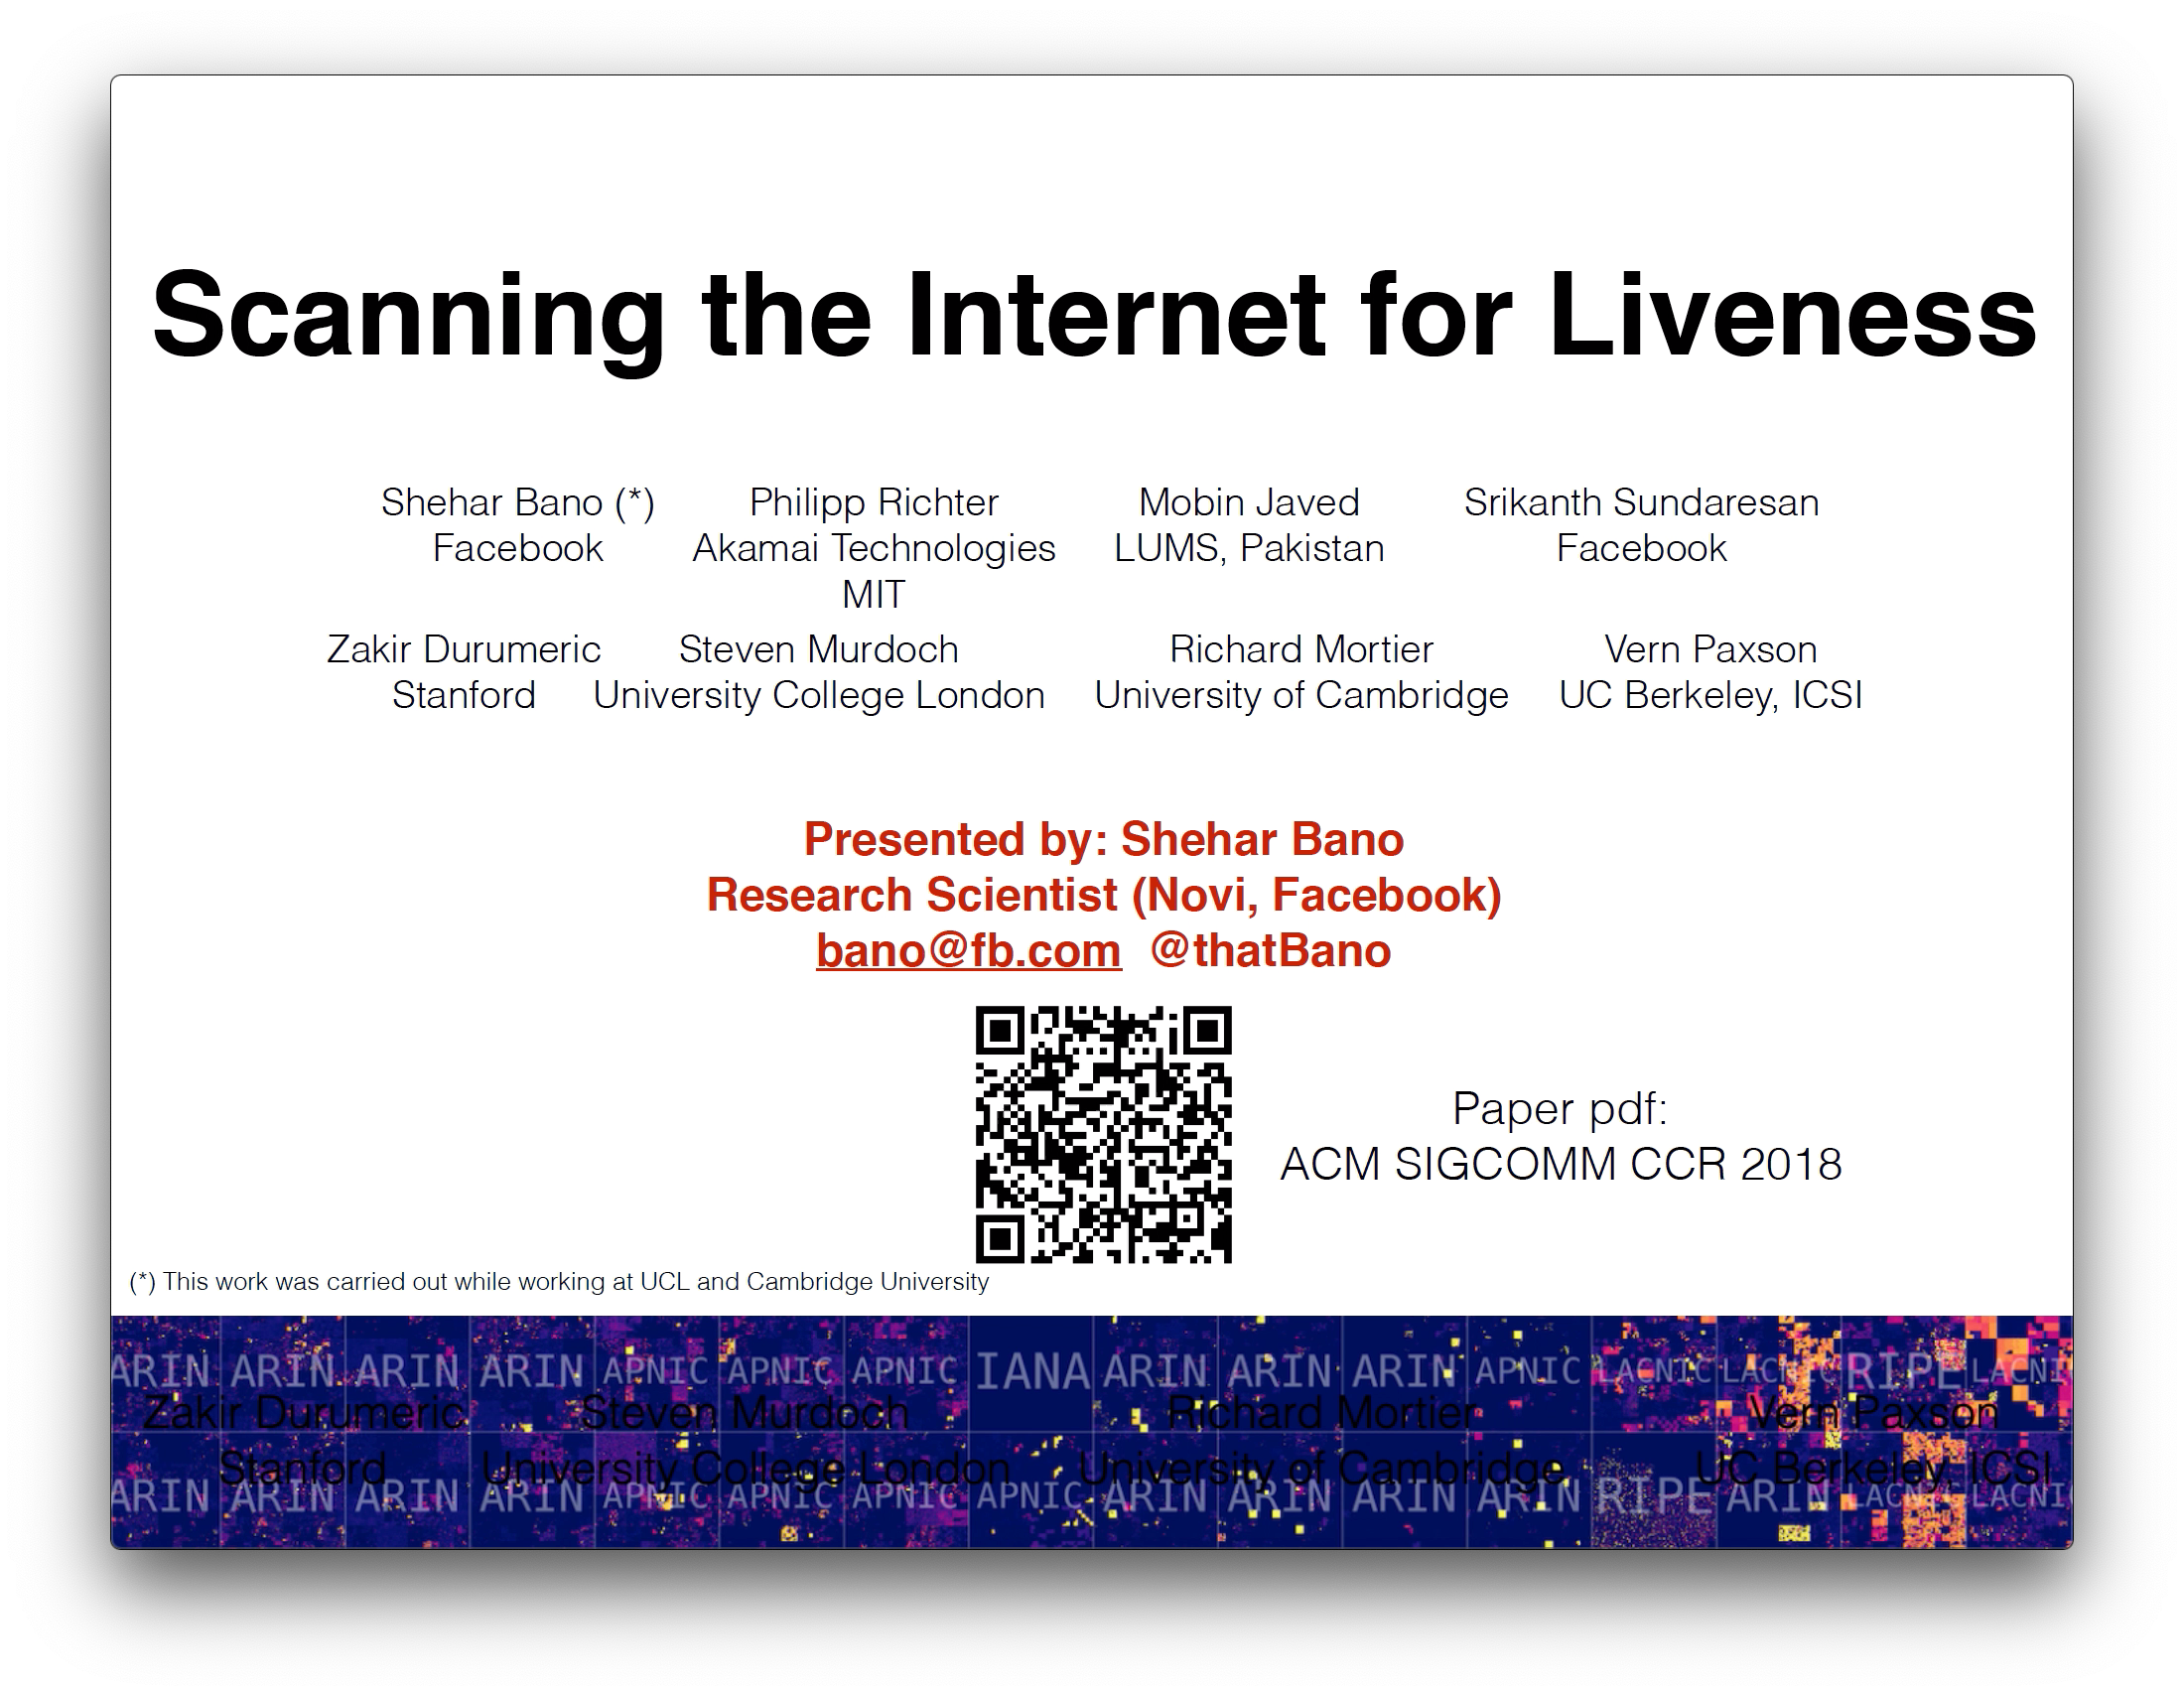 Scanning the Internet for Liveness
Shehar Bano (*) Philipp Richter Mobin Javed Srikanth Sundaresan
Facebook Akamai Technologies LUMS, Pakistan Facebook
MIT
Zakir Durumeric Steven Murdoch Richard Mortier Vern Paxson
Stanford University College London University of Cambridge UC Berkeley, ICSI
Presented by: Shehar Bano
Research Scientist (Novi, Facebook)
bano@fb.com @thatBano
Paper pdf:
ACM SIGCOMM CCR 2018
(*) This work was carried out while working at UCL and Cambridge University
ARIN ARIN ARIN ARIN APNIC APNIC APNIC IANA ARIN ARIN ARIN APNIC LACNIC LACNIC RIPE LACNI
Zakir Durumeric Steven Murdoch Richard Mortier Vern Paxson
Stanford University College London University of Cambridge UC Berkeley, ICSI
ARIN ARIN ARIN ARIN APNIC APNIC APNIC APNIC ARIN ARIN ARIN ARIN RIPE ARIN LACNIC LACNI